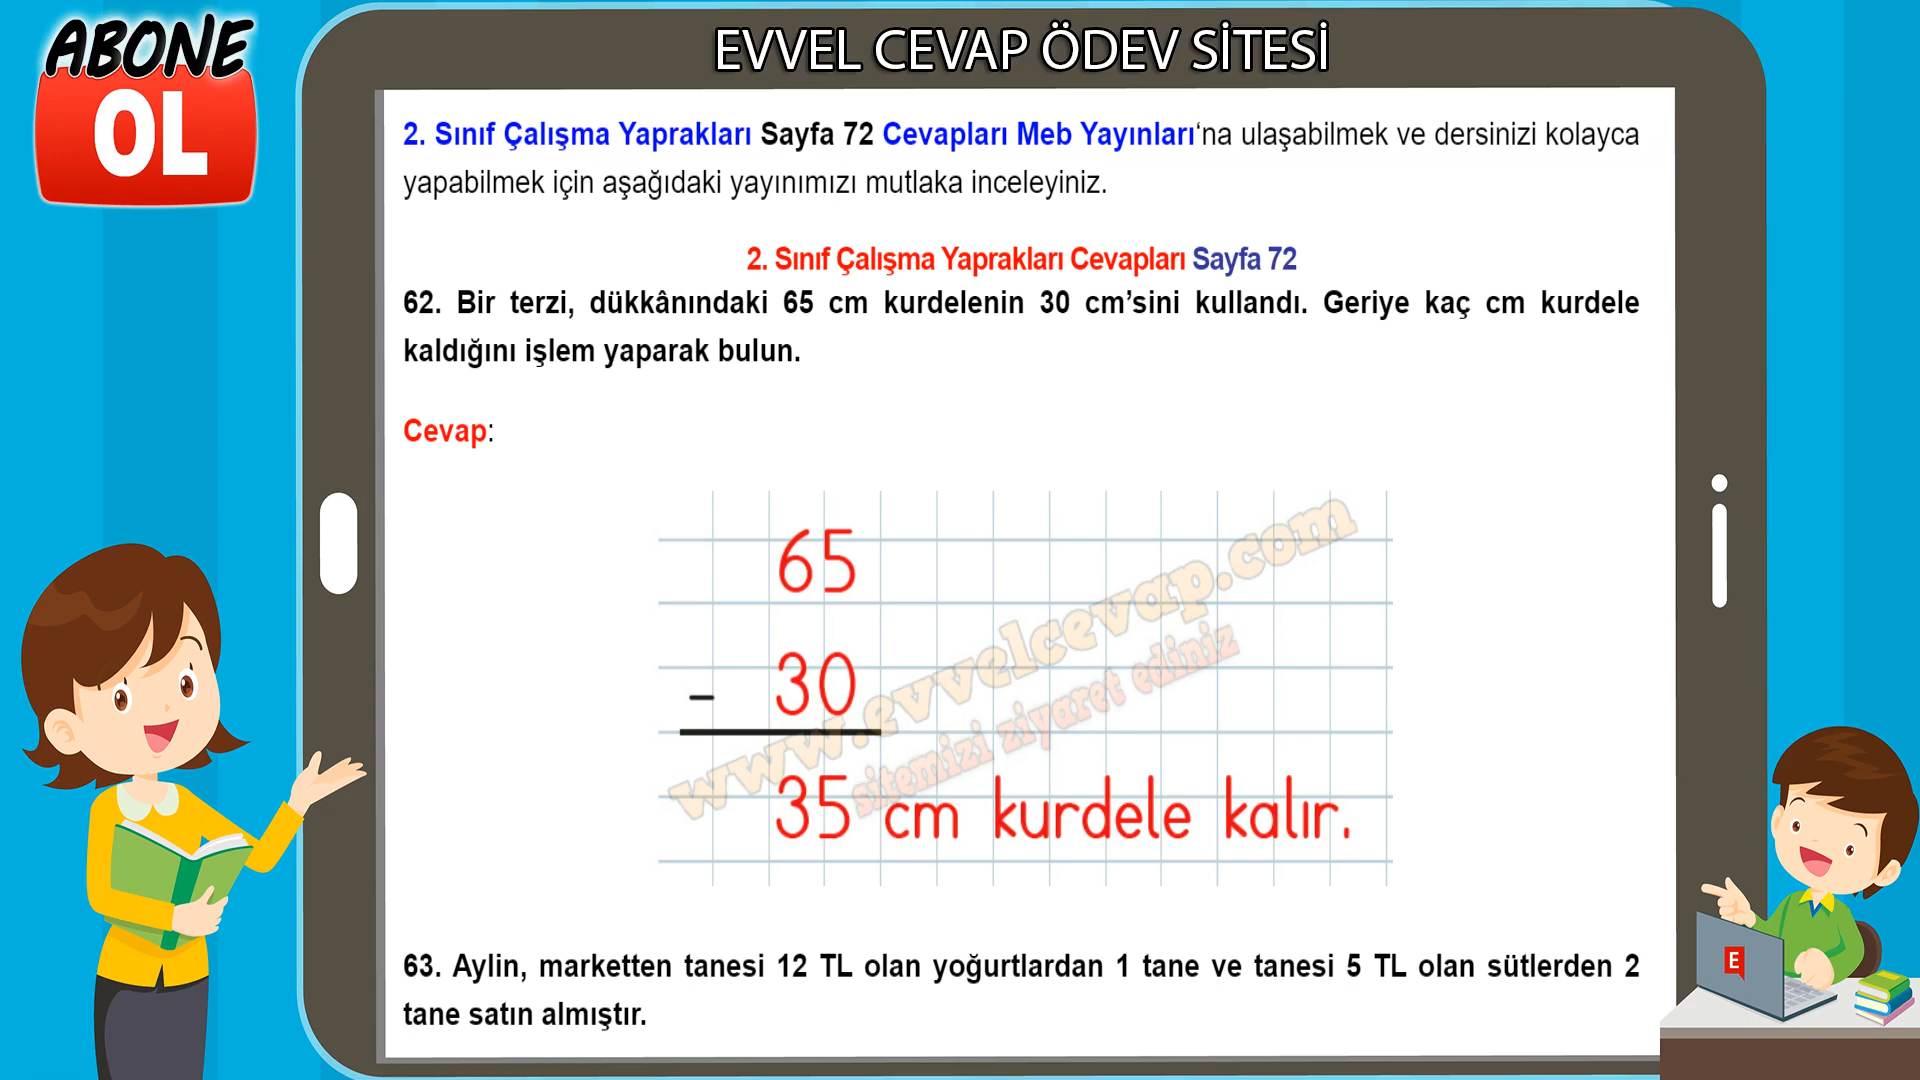 ABONE
OL
EVVEL CEVAP ÖDEV SİTESİ
2. Sınıf Çalışma Yaprakları Sayfa 72 Cevapları Meb Yayınları‘na ulaşabilmek ve dersinizi kolayca
yapabilmek için aşağıdaki yayınımızı mutlaka inceleyiniz.
2. Sınıf Çalışma Yaprakları Cevapları Sayfa 72
62. Bir terzi, dükkânındaki 65 cm kurdelenin 30 cm’sini kullandı. Geriye kaç cm kurdele
kaldığını işlem yaparak bulun.
Cevap:
65
- 30
35 cm kurdele kalır.
www.evvelcevap.com
sitemizi ziyaret ediniz
63. Aylin, marketten tanesi 12 TL olan yoğurtlardan 1 tane ve tanesi 5 TL olan sütlerden 2
tane satın almıştır.
E